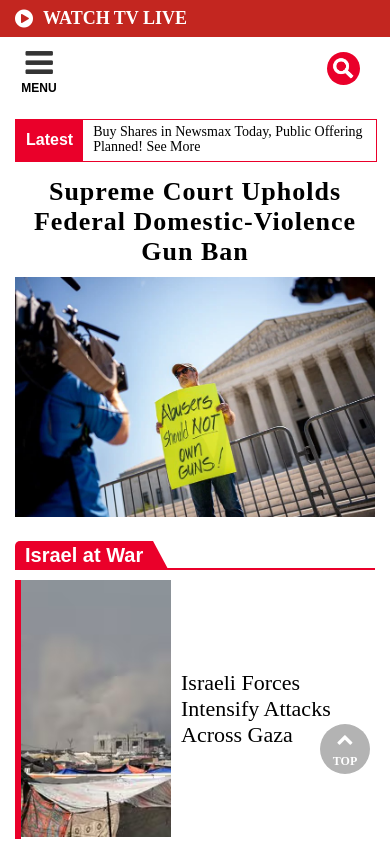 WATCH TV LIVE
MENU
Latest
Buy Shares in Newsmax Today, Public Offering
Planned! See More
Supreme Court Upholds
Federal Domestic-Violence
Gun Ban
Abusers
should NOT
own
GUNS!
Israel at War
Israeli Forces
Intensify Attacks
Across Gaza
TOP